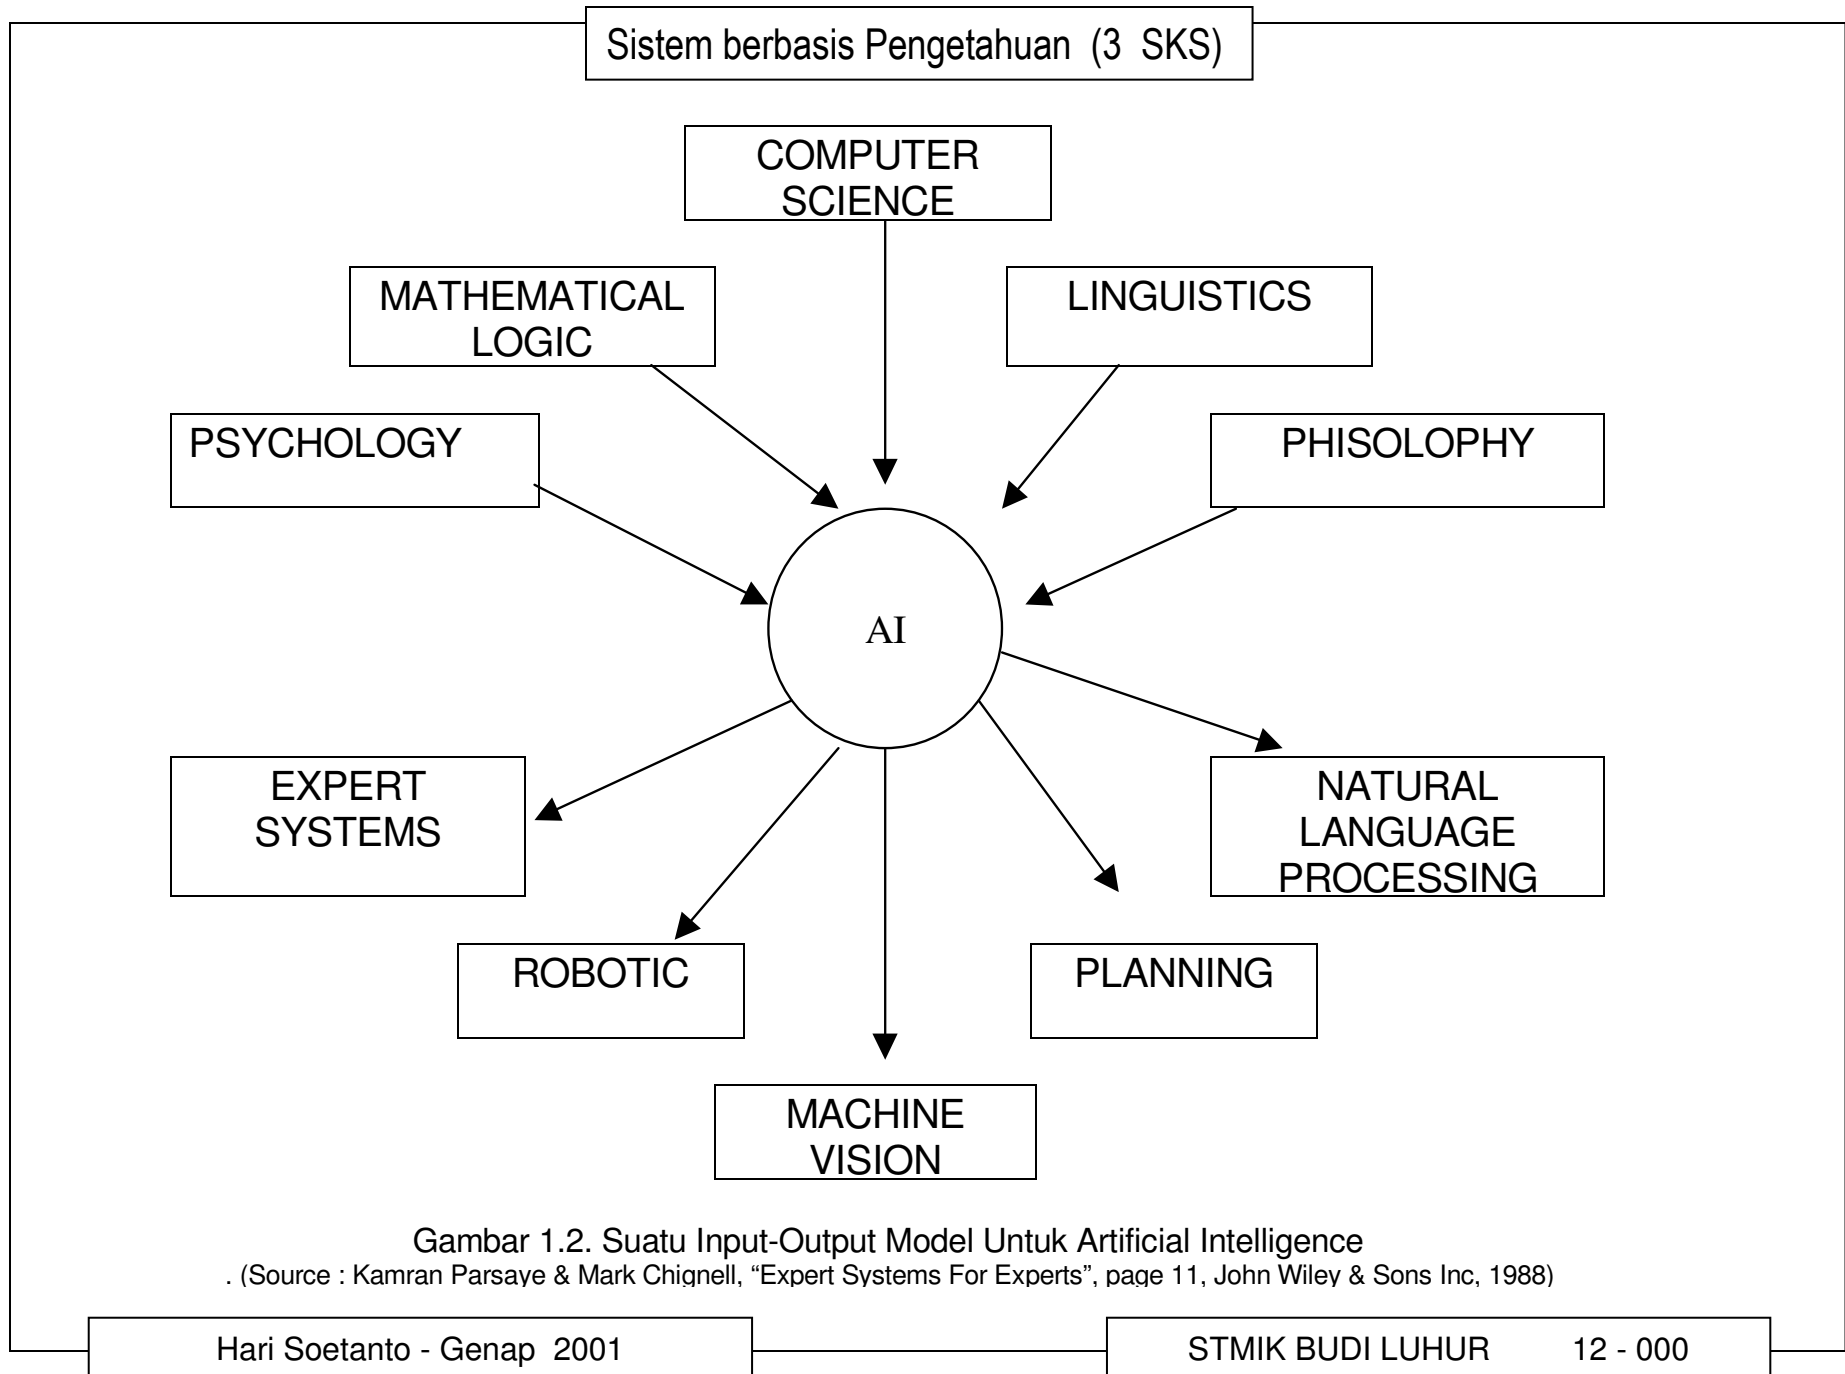 Sistem berbasis Pengetahuan (3 SKS)
COMPUTER
SCIENCE
MATHEMATICAL
LOGIC
LINGUISTICS
PSYCHOLOGY
PHISOLOPHY
AI
EXPERT
SYSTEMS
NATURAL
LANGUAGE
PROCESSING
ROBOTIC
PLANNING
MACHINE
VISION
Gambar 1.2. Suatu Input-Output Model Untuk Artificial Intelligence
. (Source : Kamran Parsaye & Mark Chignell, “Expert Systems For Experts”, page 11, John Wiley & Sons Inc, 1988)
Hari Soetanto - Genap 2001
STMIK BUDI LUHUR 12 - 000